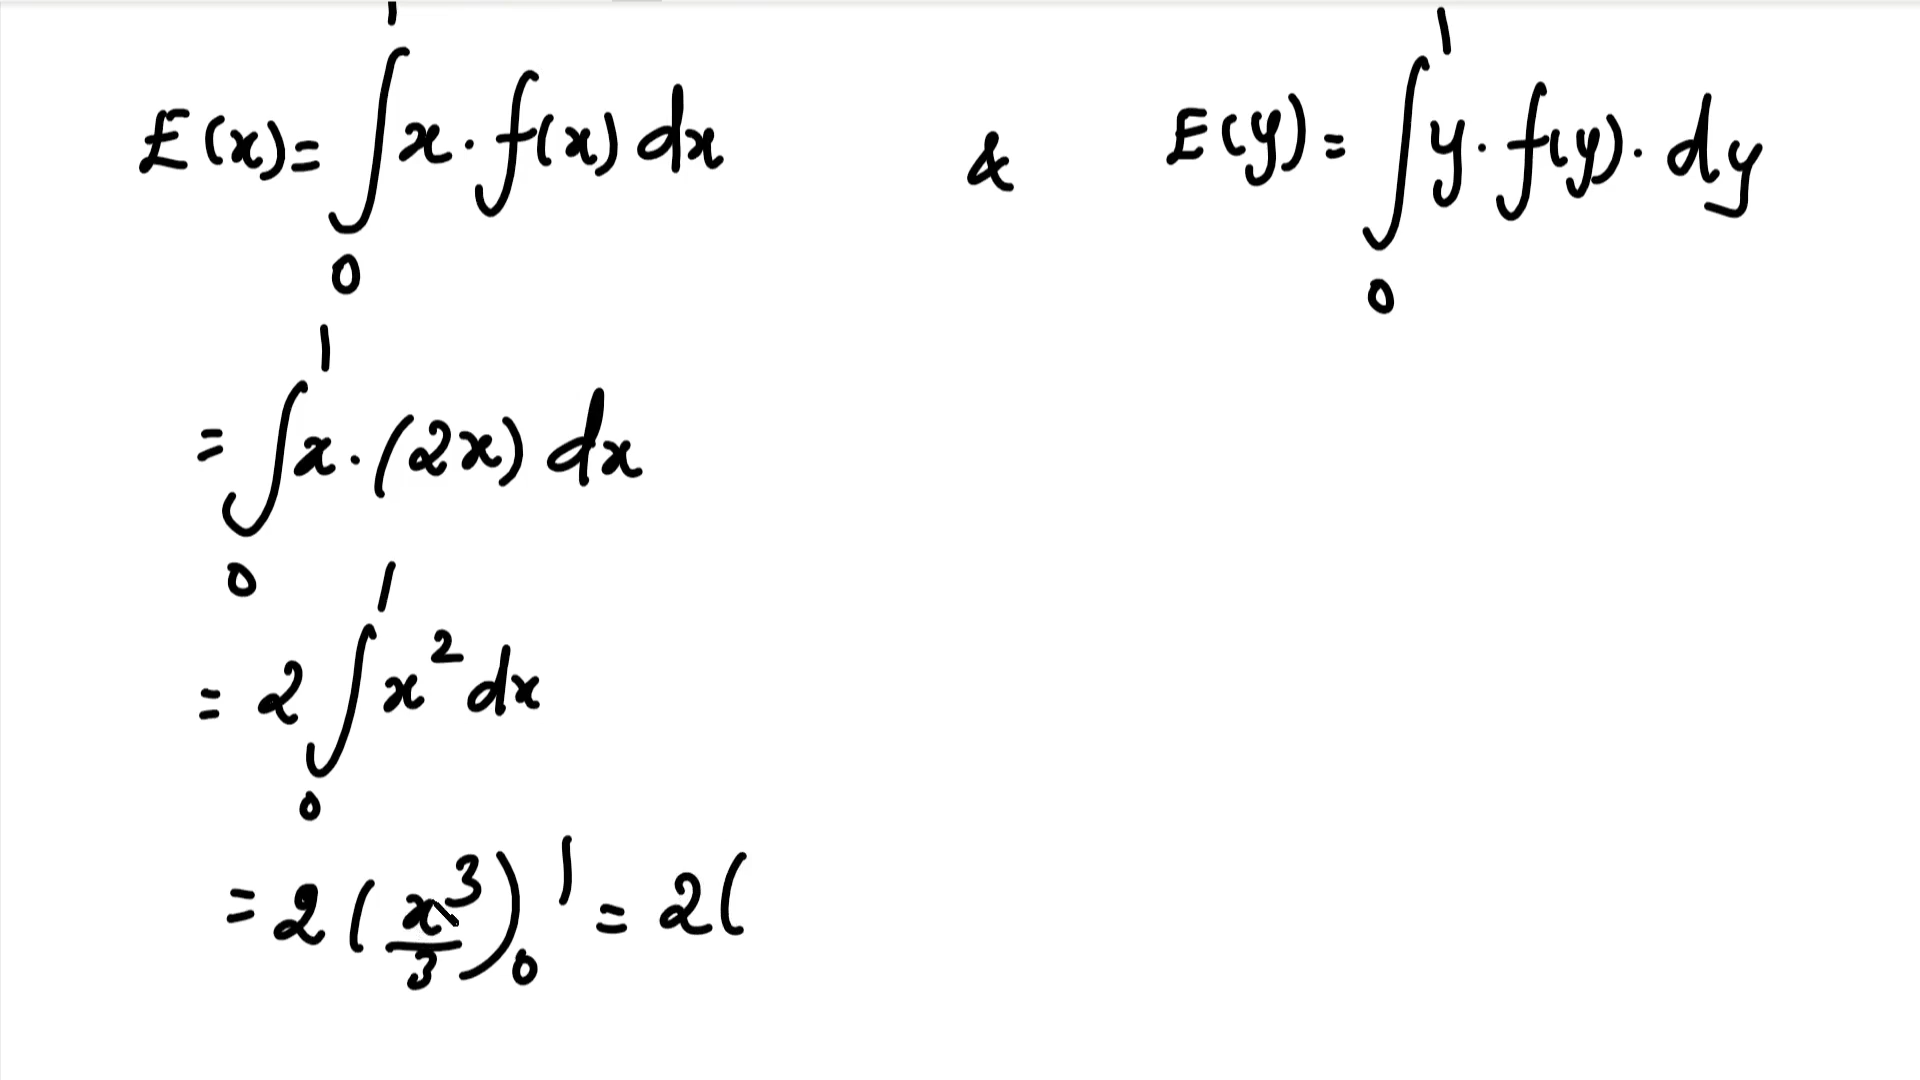 E(x) = ∫₀¹ x · f(x) dx & E(y) = ∫₀¹ y · f(y) · dy
= ∫₀¹ x · (2x) dx
= 2 ∫₀¹ x² dx
= 2 (x³/3)₀¹ = 2(